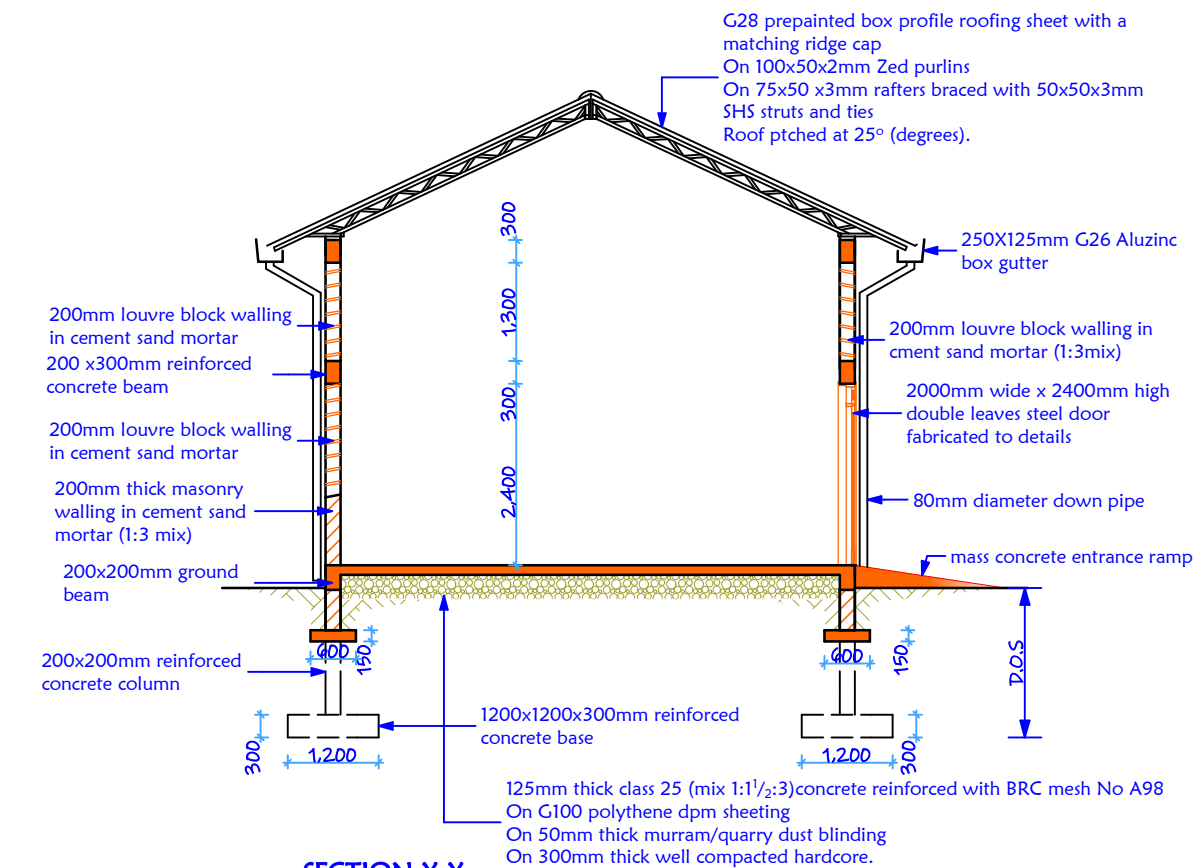 G28 prepainted box profile roofing sheet with a
matching ridge cap
On 100x50x2mm Zed purlins
On 75x50 x3mm rafters braced with 50x50x3mm
SHS struts and ties
Roof ptched at 25° (degrees).
250X125mm G26 Aluzinc
box gutter
200mm louvre block walling
in cement sand mortar
200 x300mm reinforced
concrete beam
200mm louvre block walling
in cement sand mortar
200mm thick masonry
walling in cement sand
mortar (1:3 mix)
200x200mm ground
beam
200x200mm reinforced
concrete column
300
1,300
300
2,400
200mm louvre block walling in
cment sand mortar (1:3mix)
2000mm wide x 2400mm high
double leaves steel door
fabricated to details
80mm diameter down pipe
mass concrete entrance ramp
600
150
600
150
D.O.S
300
1,200
1200x1200x300mm reinforced
concrete base
1,200
300
125mm thick class 25 (mix 1:1¹/₂:3)concrete reinforced with BRC mesh No A98
On G100 polythene dpm sheeting
On 50mm thick murram/quarry dust blinding
On 300mm thick well compacted hardcore.
SECTION X-X